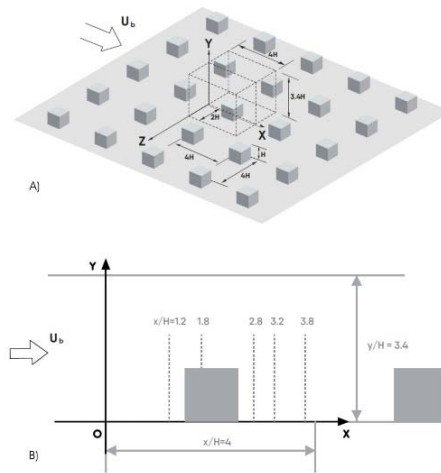 U_b
Y
4H
3.4H
2H
Z
X
H
4H
4H
A)
Y
x/H=1.2
1.8
2.8
3.2
3.8
U_b
y/H = 3.4
O
X
x/H=4
B)